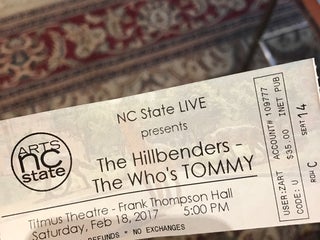 ARTS
nc
state
NC State LIVE
presents
The Hillbenders -
The Who's TOMMY
Titmus Theatre - Frank Thompson Hall
Saturday, Feb 18, 2017 5:00 PM
REFUNDS * NO EXCHANGES
USER:ZART ACCOUNT# 109777
$35.00 INET PUB
CODE: U
ROW C SEAT 14